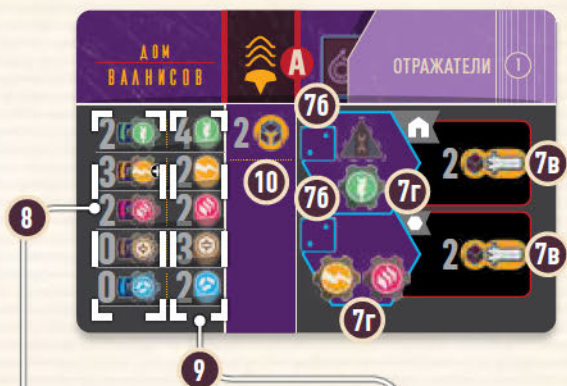 ДОМ
ВАЛНИСОВ
А
ОТРАЖАТЕЛИ 1
7б
2 4 2
3 2
10
7б
7г
2
7в
8
2 2
0 3
2
7в
0 2
7г
9